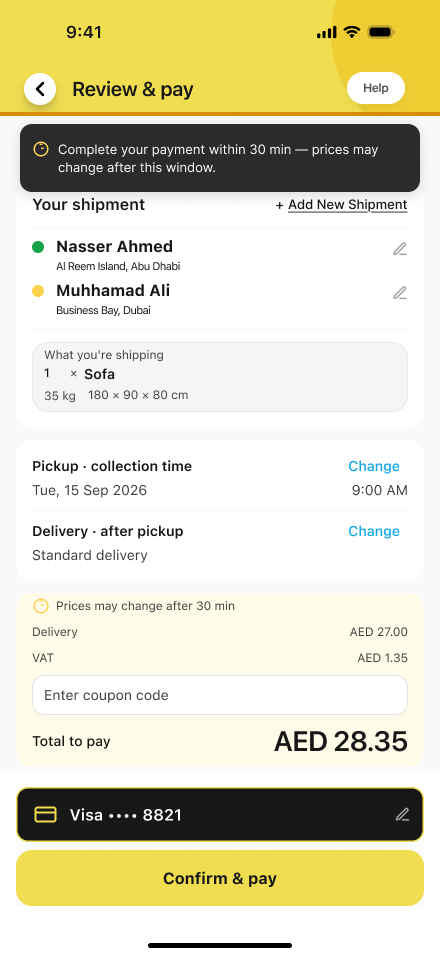 9:41
Review & pay
Help
Complete your payment within 30 min — prices may
change after this window.
Your shipment
+ Add New Shipment
Nasser Ahmed
Al Reem Island, Abu Dhabi
Muhhamad Ali
Business Bay, Dubai
What you're shipping
1 × Sofa
35 kg 180 × 90 × 80 cm
Pickup · collection time
Change
Tue, 15 Sep 2026
9:00 AM
Delivery · after pickup
Change
Standard delivery
Prices may change after 30 min
Delivery
AED 27.00
VAT
AED 1.35
Enter coupon code
Total to pay
AED 28.35
Visa •••• 8821
Confirm & pay